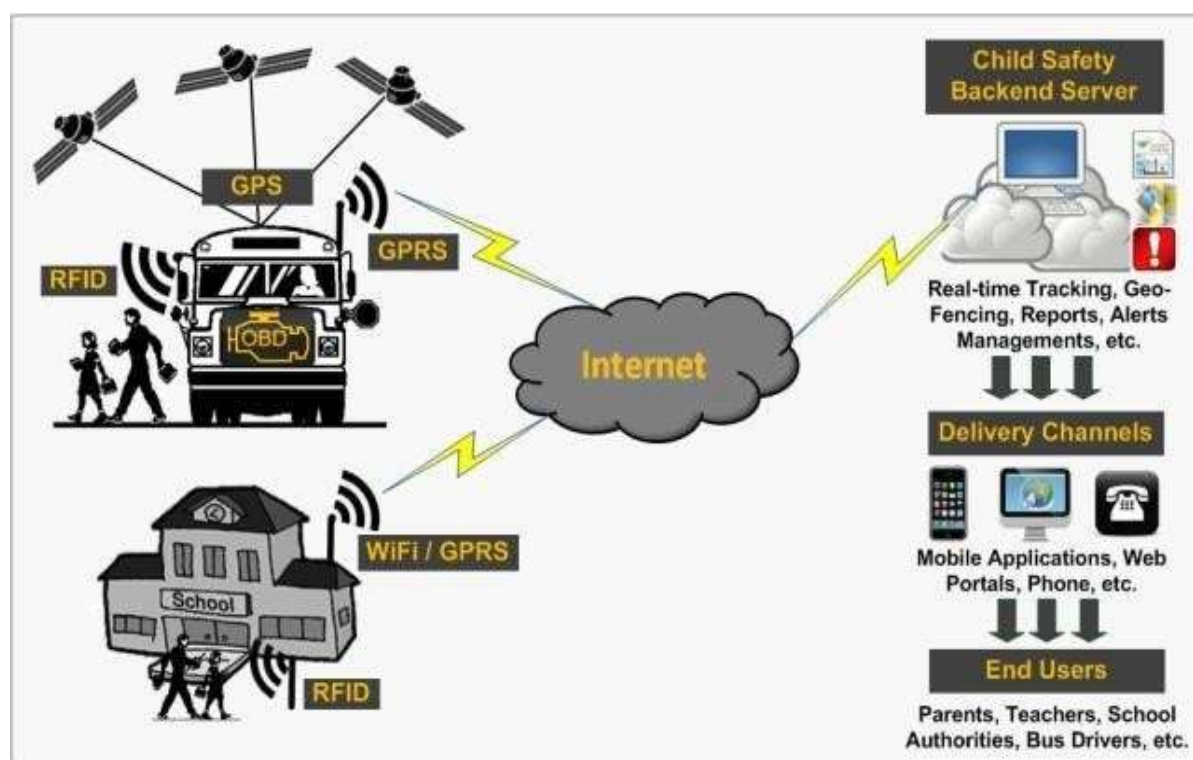 GPS
GPRS
RFID
OBD
Internet
WiFi / GPRS
School
RFID
Child Safety
Backend Server
Real-time Tracking, Geo-
Fencing, Reports, Alerts
Managements, etc.
Delivery Channels
Mobile Applications, Web
Portals, Phone, etc.
End Users
Parents, Teachers, School
Authorities, Bus Drivers, etc.